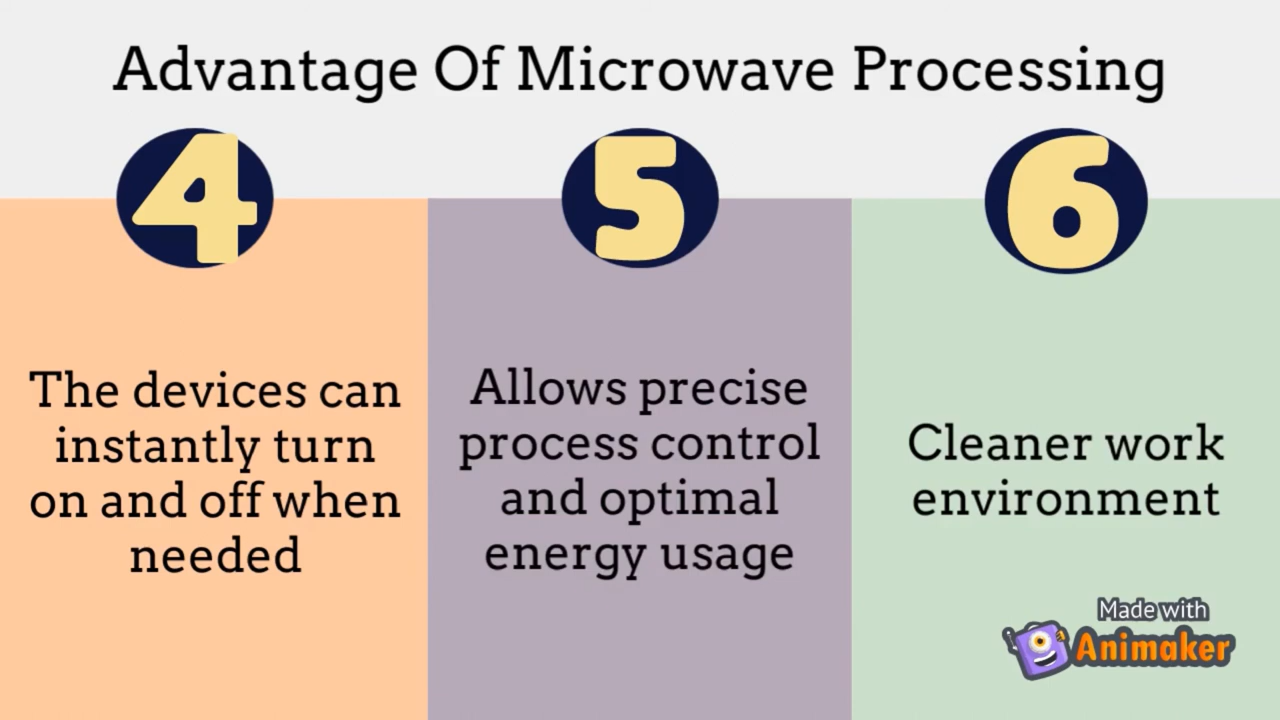 Advantage Of Microwave Processing
4
5
6
The devices can
instantly turn
on and off when
needed
Allows precise
process control
and optimal
energy usage
Cleaner work
environment
Made with
Animaker